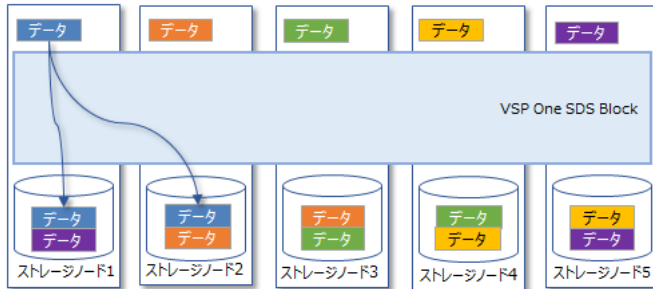 データ
データ
データ
データ
データ
VSP One SDS Block
データ
データ
データ
データ
データ
データ
データ
データ
データ
データ
ストレージノード1
ストレージノード2
ストレージノード3
ストレージノード4
ストレージノード5